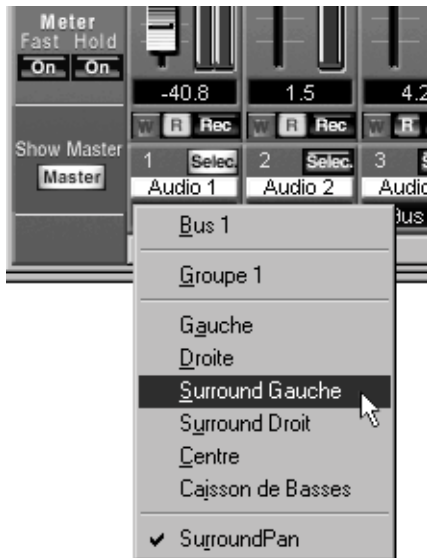 Meter
Fast Hold
On On
-40.8 1.5 4.2
W R Rec W R Rec W R
Show Master
Master
1 Selec. 2 Selec. 3
Audio 1 Audio 2 Audio
Bus 1
Groupe 1
Gauche
Droite
Surround Gauche
Surround Droit
Centre
Caisson de Basses
✓ SurroundPan